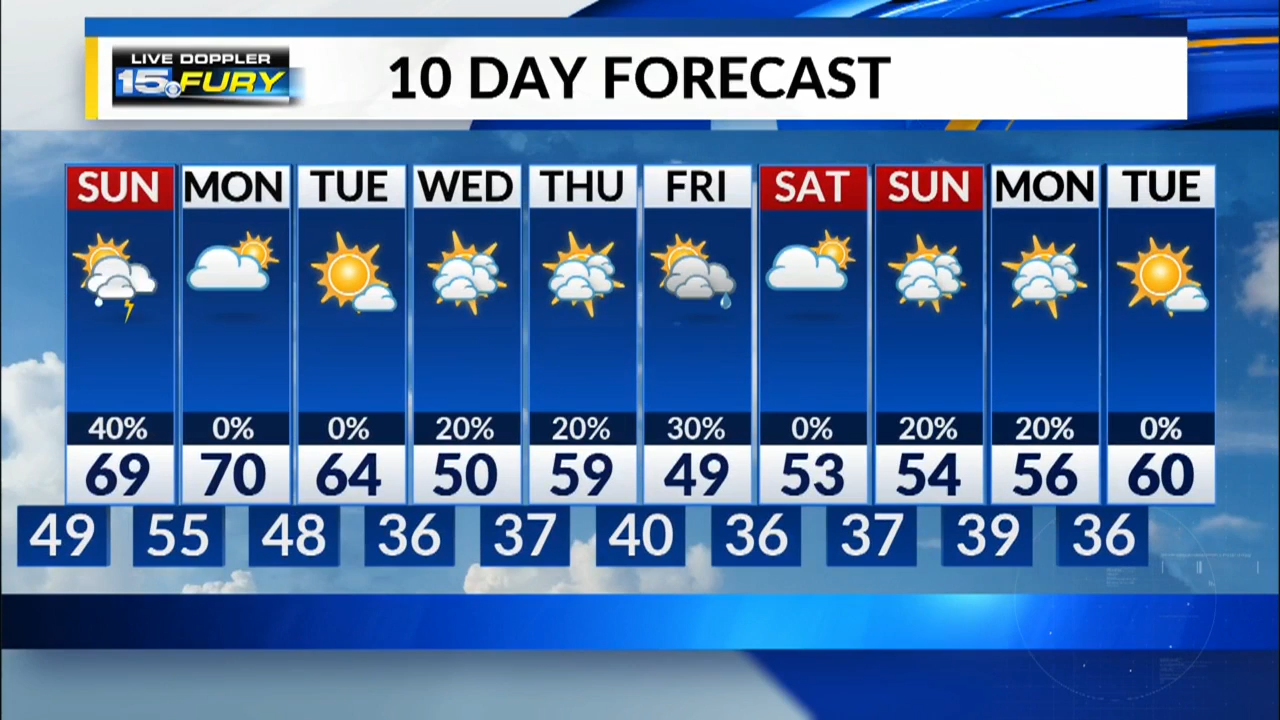 LIVE DOPPLER
15 FURY
10 DAY FORECAST
SUN MON TUE WED THU FRI SAT SUN MON TUE
40% 0% 0% 20% 20% 30% 0% 20% 20% 0%
69 70 64 50 59 49 53 54 56 60
49 55 48 36 37 40 36 37 39 36